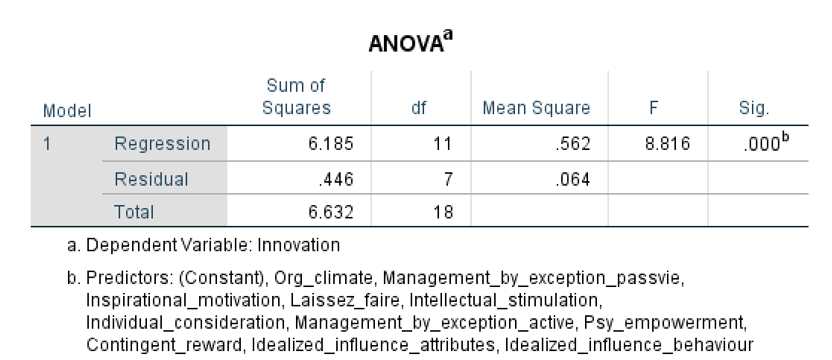 ANOVAa
Model Sum of Squares df Mean Square F Sig.
1 Regression 6.185 11 .562 8.816 .000b
Residual .446 7 .064
Total 6.632 18
a. Dependent Variable: Innovation
b. Predictors: (Constant), Org_climate, Management_by_exception_passvie,
Inspirational_motivation, Laissez_faire, Intellectual_stimulation,
Individual_consideration, Management_by_exception_active, Psy_empowerment,
Contingent_reward, Idealized_influence_attributes, Idealized_influence_behaviour